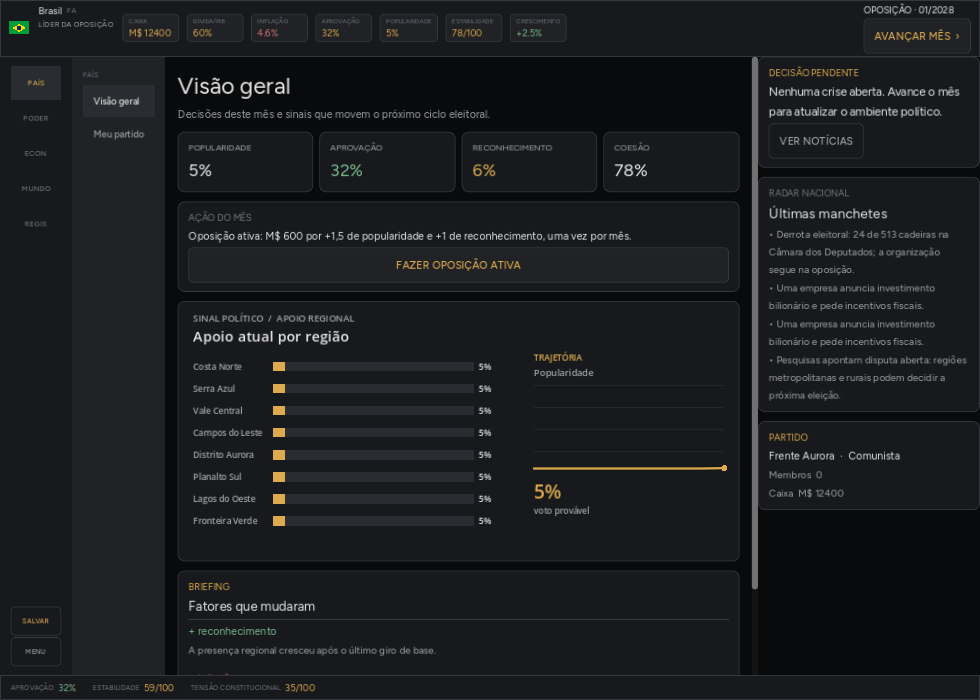 Brasil FA
LÍDER DA OPOSIÇÃO
CAIXA
M$ 12400
DÍVIDA/PIB
60%
INFLAÇÃO
4.6%
APROVAÇÃO
32%
POPULARIDADE
5%
ESTABILIDADE
78/100
CRESCIMENTO
+2.5%
OPOSIÇÃO · 01/2028
AVANÇAR MÊS ›
PAÍS
PODER
ECON
MUNDO
REGIS
SALVAR
MENU
PAÍS
Visão geral
Meu partido
Visão geral
Decisões deste mês e sinais que movem o próximo ciclo eleitoral.
POPULARIDADE
5%
APROVAÇÃO
32%
RECONHECIMENTO
6%
COESÃO
78%
AÇÃO DO MÊS
Oposição ativa: M$ 600 por +1,5 de popularidade e +1 de reconhecimento, uma vez por mês.
FAZER OPOSIÇÃO ATIVA
SINAL POLÍTICO / APOIO REGIONAL
Apoio atual por região
Costa Norte 5%
Serra Azul 5%
Vale Central 5%
Campos do Leste 5%
Distrito Aurora 5%
Planalto Sul 5%
Lagos do Oeste 5%
Fronteira Verde 5%
TRAJETÓRIA
Popularidade
5%
voto provável
BRIEFING
Fatores que mudaram
+ reconhecimento
A presença regional cresceu após o último giro de base.
DECISÃO PENDENTE
Nenhuma crise aberta. Avance o mês
para atualizar o ambiente político.
VER NOTÍCIAS
RADAR NACIONAL
Últimas manchetes
• Derrota eleitoral: 24 de 513 cadeiras na
Câmara dos Deputados; a organização
segue na oposição.
• Uma empresa anuncia investimento
bilionário e pede incentivos fiscais.
• Uma empresa anuncia investimento
bilionário e pede incentivos fiscais.
• Pesquisas apontam disputa aberta: regiões
metropolitanas e rurais podem decidir a
próxima eleição.
PARTIDO
Frente Aurora · Comunista
Membros 0
Caixa M$ 12400
APROVAÇÃO 32% ESTABILIDADE 59/100 TENSÃO CONSTITUCIONAL 35/100